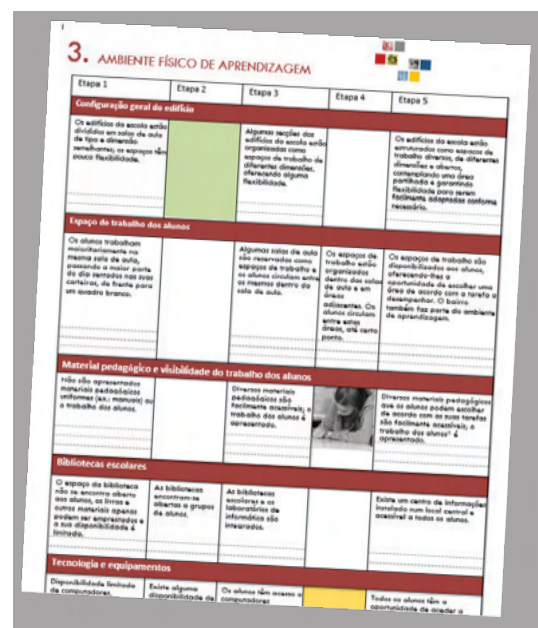 3. AMBIENTE FÍSICO DE APRENDIZAGEM
Etapa 1
Etapa 2
Etapa 3
Etapa 4
Etapa 5
Configuração geral do edifício
Os edifícios da escola estão
divididos em salas de aula
de tipo e dimensão
semelhantes; os espaços têm
pouca flexibilidade.
Algumas secções dos
edifícios da escola estão
organizadas como
espaços de trabalho de
diferentes dimensões,
oferecendo alguma
flexibilidade.
Os edifícios da escola estão
estruturados como espaços de
trabalho diversos, de diferentes
dimensões e abertos,
contemplando uma área
partilhada e garantindo
flexibilidade para serem
facilmente adaptados conforme
necessário.
Espaço de trabalho dos alunos
Os alunos trabalham
maioritariamente na
mesma sala de aula,
passando a maior parte
do dia sentados nas suas
carteiras, de frente para
um quadro branco.
Algumas salas de aula
são reservadas como
espaços de trabalho e
os alunos circulam entre
as mesmas dentro da
sala de aula.
Os espaços de
trabalho estão
organizados
dentro das salas
de aula e em
áreas
adjacentes. Os
alunos circulam
entre estas
áreas, até certo
ponto.
Os espaços de trabalho são
disponibilizados aos alunos,
oferecendo-lhes a
oportunidade de escolher uma
área de acordo com a tarefa a
desempenhar. O bairro
também faz parte do ambiente
de aprendizagem.
Material pedagógico e visibilidade do trabalho dos alunos
Não são apresentados
materiais pedagógicos
uniformes (ex.: manuais) ou
o trabalho dos alunos.
Diversos materiais
pedagógicos são
facilmente acessíveis; o
trabalho dos alunos é
apresentado.
Diversos materiais pedagógicos
que os alunos podem escolher
de acordo com as suas tarefas
são facilmente acessíveis; o
trabalho dos alunos" é
apresentado.
Bibliotecas escolares
O espaço da biblioteca
não se encontra aberto
aos alunos, os livros e
outros materiais apenas
podem ser emprestados e
a sua disponibilidade é
limitada.
As bibliotecas
encontram-se
abertas a grupos
de alunos.
As bibliotecas
escolares e os
laboratórios de
informática são
integrados.
Existe um centro de informações
instalado num local central e
acessível a todos os alunos.
Tecnologia e equipamentos
Disponibilidade limitada
de computadores.
Existe alguma
disponibilidade de
Os alunos têm acesso a
computadores
Todos os alunos têm a
oportunidade de aceder a